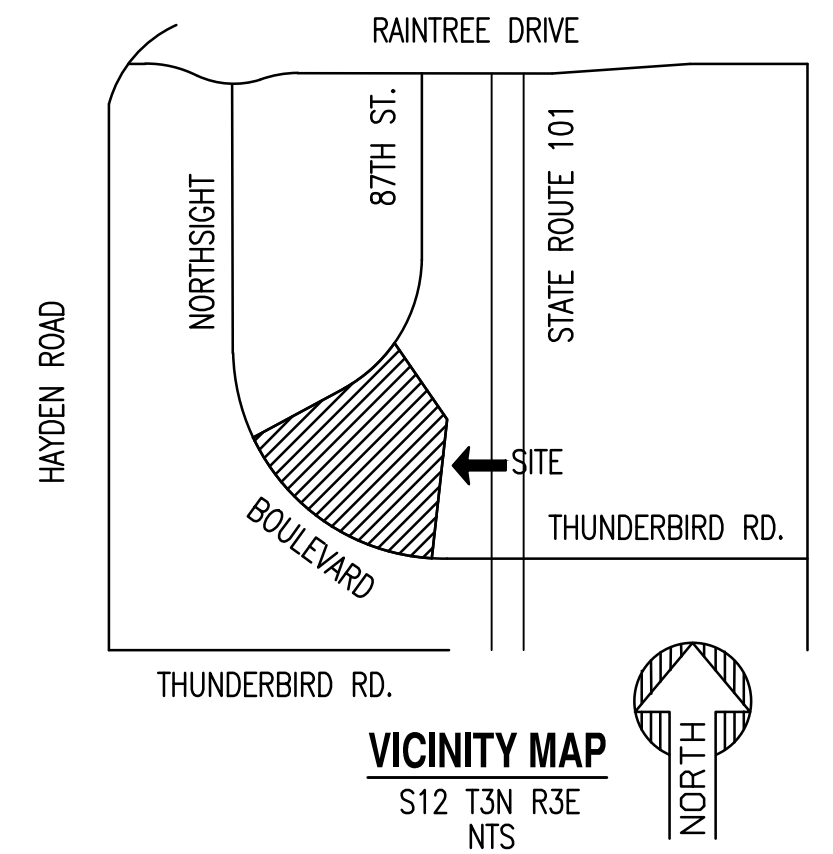 RAINTREE DRIVE
87TH ST.
STATE ROUTE 101
NORTHSIGHT
HAYDEN ROAD
SITE
BOULEVARD
THUNDERBIRD RD.
THUNDERBIRD RD.
VICINITY MAP
S12 T3N R3E
NTS
NORTH